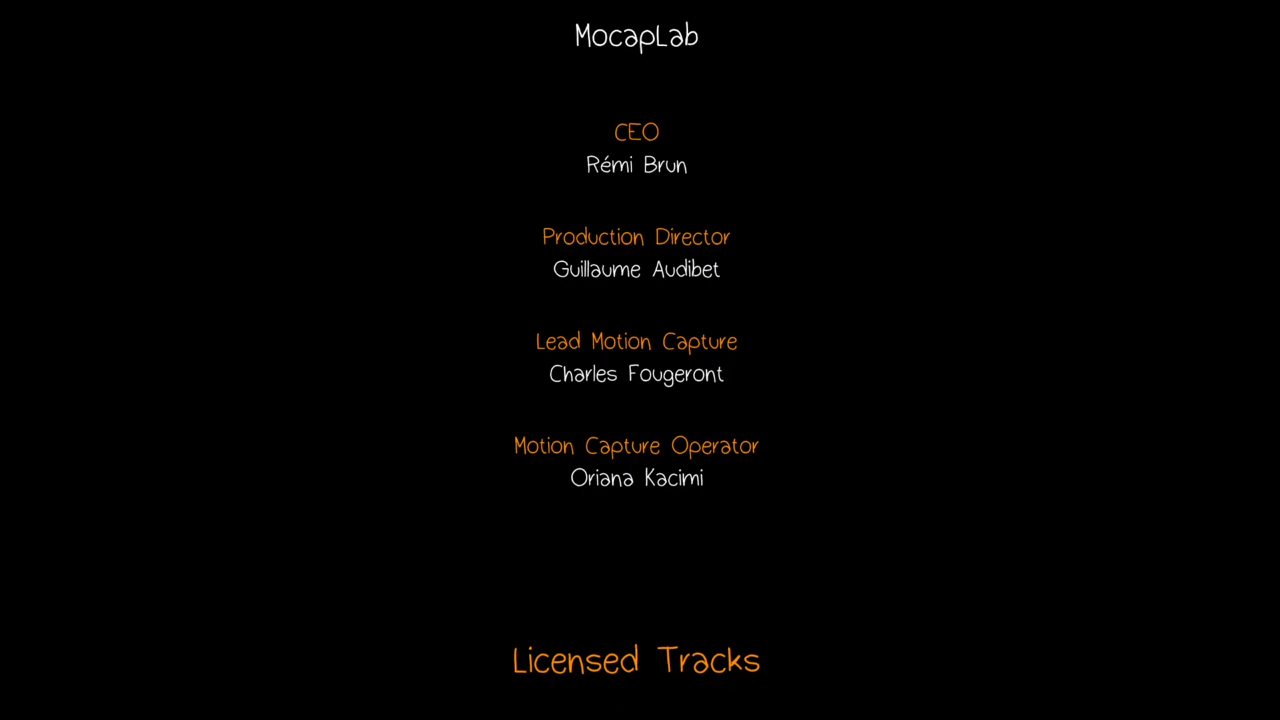 MocapLab
CEO
Rémi Brun
Production Director
Guillaume Audibet
Lead Motion Capture
Charles Fougeront
Motion Capture Operator
Oriana Kacimi
Licensed Tracks